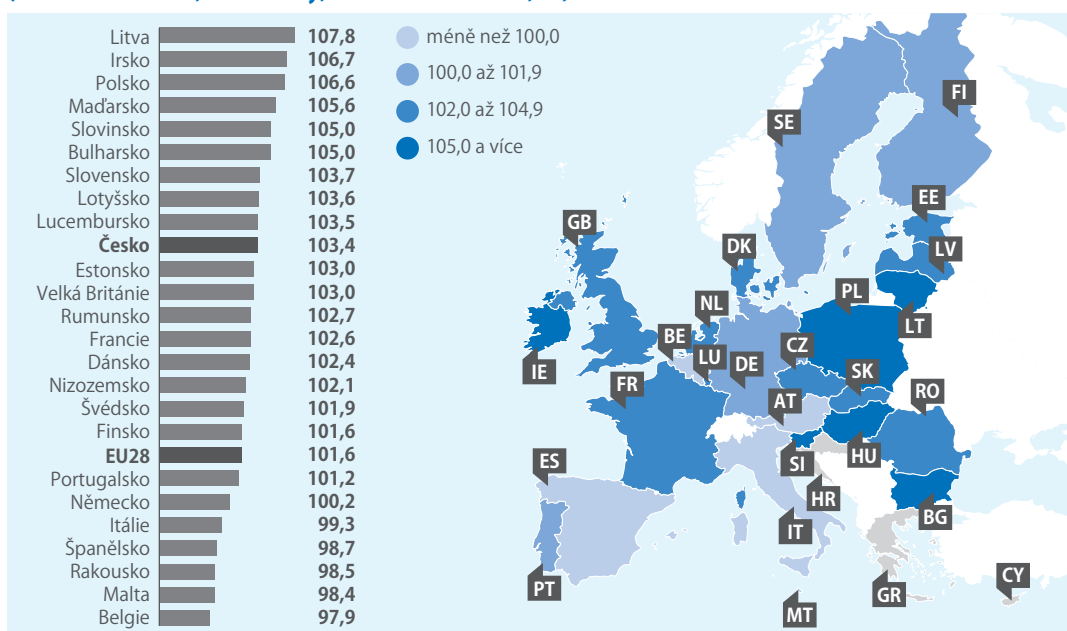 Litva 107,8
Irsko 106,7
Polsko 106,6
Maďarsko 105,6
Slovinsko 105,0
Bulharsko 105,0
Slovensko 103,7
Lotyšsko 103,6
Lucembursko 103,5
Česko 103,4
Estonsko 103,0
Velká Británie 103,0
Rumunsko 102,7
Francie 102,6
Dánsko 102,4
Nizozemsko 102,1
Švédsko 101,9
Finsko 101,6
EU28 101,6
Portugalsko 101,2
Německo 100,2
Itálie 99,3
Španělsko 98,7
Rakousko 98,5
Malta 98,4
Belgie 97,9
méně než 100,0
100,0 až 101,9
102,0 až 104,9
105,0 a více
FI
SE
EE
GB
DK
LV
PL
NL
LT
BE
CZ
LU
DE
IE
SK
FR
RO
AT
ES
SI
HU
HR
BG
IT
PT
CY
GR
MT